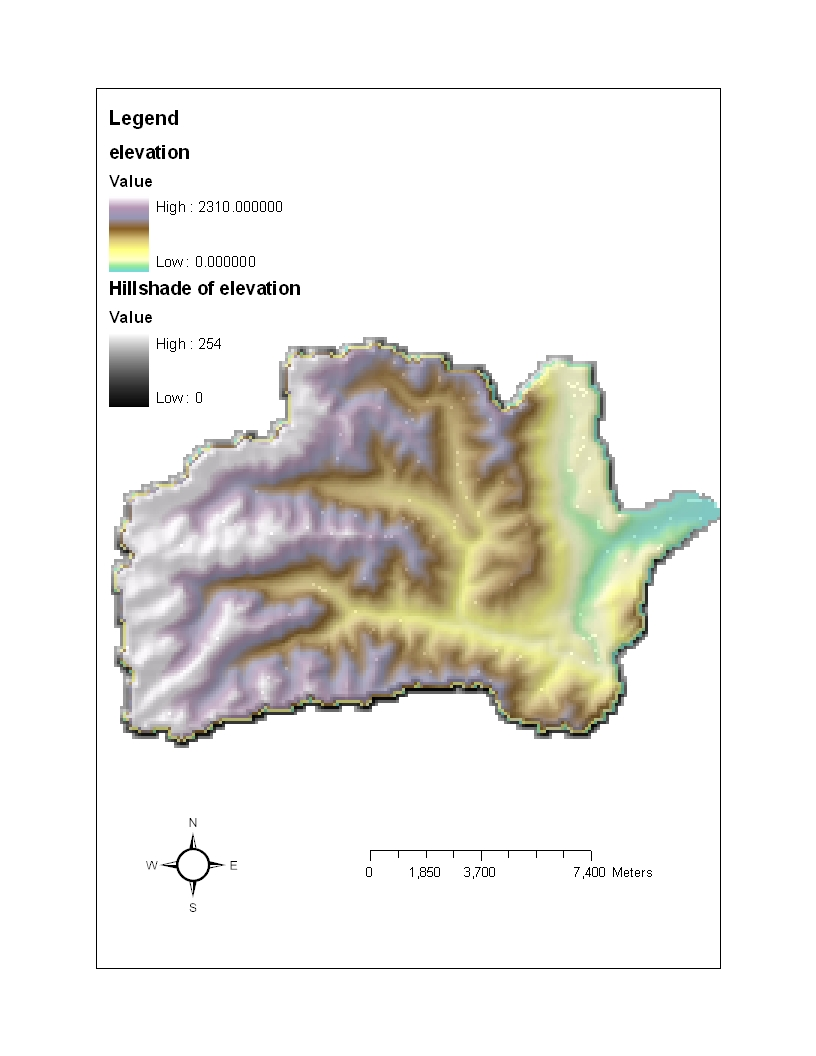 Legend
elevation
Value
High : 2310.000000
Low : 0.000000
Hillshade of elevation
Value
High : 254
Low : 0
N
W E
S
0 1,850 3,700 7,400 Meters